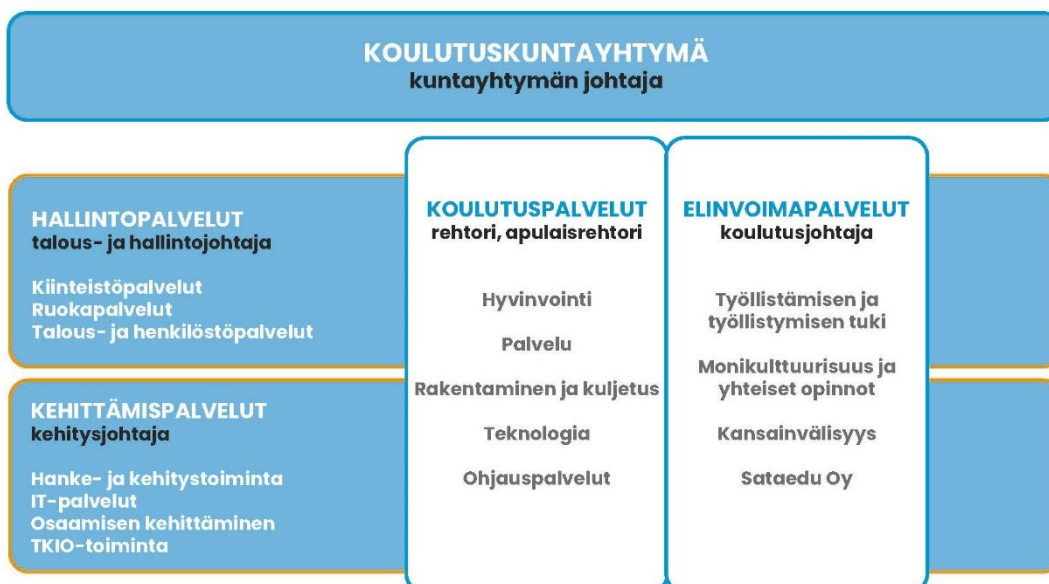 KOULUTUSKUNTAYHTYMÄ
kuntayhtymän johtaja
HALLINTOPALVELUT
talous- ja hallintojohtaja
Kiinteistöpalvelut
Ruokapalvelut
Talous- ja henkilöstöpalvelut
KEHITTÄMISPALVELUT
kehitysjohtaja
Hanke- ja kehitystoiminta
IT-palvelut
Osaamisen kehittäminen
TKIO-toiminta
KOULUTUSPALVELUT
rehtori, apulaisrehtori
Hyvinvointi
Palvelu
Rakentaminen ja kuljetus
Teknologia
Ohjauspalvelut
ELINVOIMAPALVELUT
koulutusjohtaja
Työllistämisen ja
työllistymisen tuki
Monikulttuurisuus ja
yhteiset opinnot
Kansainvälisyys
Sataedu Oy